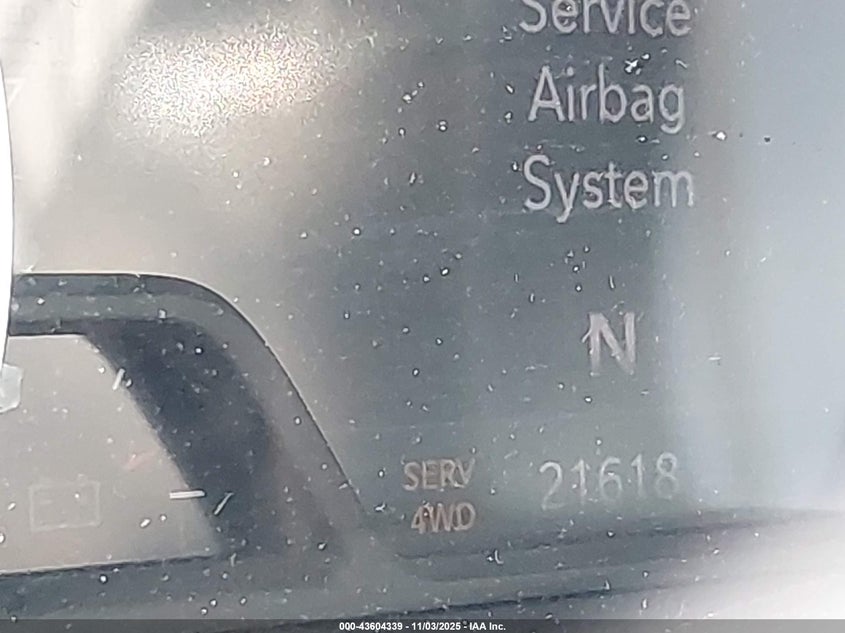 Service
Airbag
System
N
SERV
4WD
21618
000-43604339 - 11/03/2025 - IAA Inc.